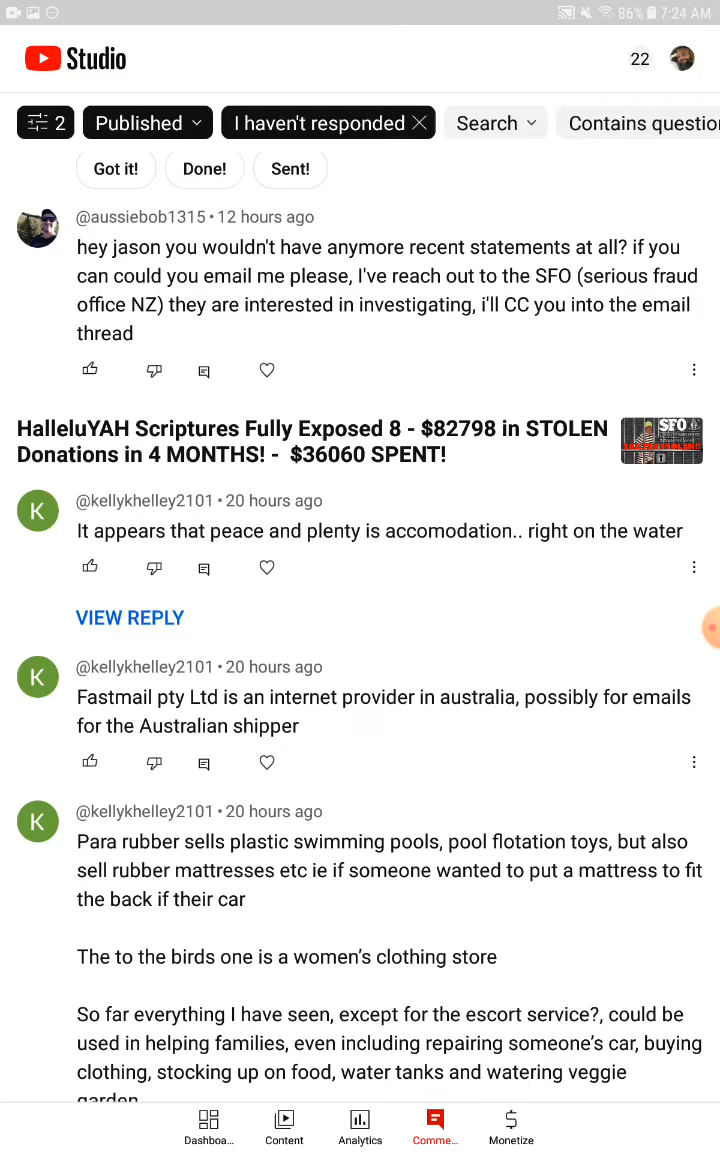 86% 7:24 AM
Studio
22
2
Published
I haven't responded
Search
Contains question
Got it!
Done!
Sent!
@aussiebob1315 • 12 hours ago
hey jason you wouldn't have anymore recent statements at all? if you
can could you email me please, I've reach out to the SFO (serious fraud
office NZ) they are interested in investigating, i'll CC you into the email
thread
HalleluYAH Scriptures Fully Exposed 8 - $82798 in STOLEN
Donations in 4 MONTHS! - $36060 SPENT!
SFO
K
@kellykhelley2101 • 20 hours ago
It appears that peace and plenty is accomodation.. right on the water
VIEW REPLY
K
@kellykhelley2101 • 20 hours ago
Fastmail pty Ltd is an internet provider in australia, possibly for emails
for the Australian shipper
K
@kellykhelley2101 • 20 hours ago
Para rubber sells plastic swimming pools, pool flotation toys, but also
sell rubber mattresses etc ie if someone wanted to put a mattress to fit
the back if their car
The to the birds one is a women's clothing store
So far everything I have seen, except for the escort service?, could be
used in helping families, even including repairing someone's car, buying
clothing, stocking up on food, water tanks and watering veggie
garden
Dashboa...
Content
Analytics
Comme...
Monetize